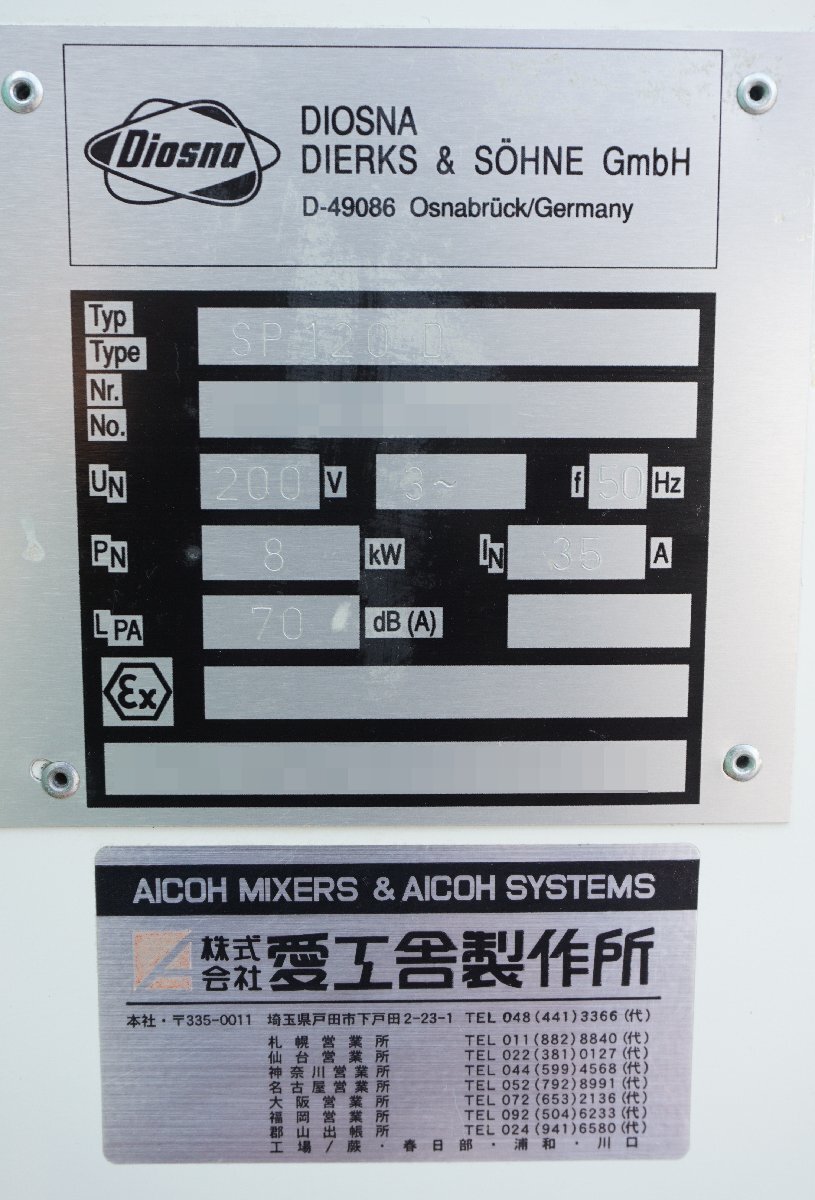 Diosna
DIOSNA
DIERKS & SÖHNE GmbH
D-49086 Osnabrück/Germany
Typ
Type
SP 120 D
Nr.
No.
UN 200 V 3~ f 50 Hz
PN 8 kW IN 35 A
LPA 70 dB (A)
Ex
AICOH MIXERS & AICOH SYSTEMS
株式会社 愛工舎製作所
本社・〒335-0011 埼玉県戸田市下戸田2-23-1 TEL 048(441)3366(代)
札幌営業所 TEL 011(882)8840(代)
仙台営業所 TEL 022(381)0127(代)
神奈川営業所 TEL 044(599)4568(代)
名古屋営業所 TEL 052(792)8991(代)
大阪営業所 TEL 072(653)2136(代)
福岡営業所 TEL 092(504)6233(代)
郡山出帳所 TEL 024(941)6580(代)
工場/蕨・春日部・浦和・川口